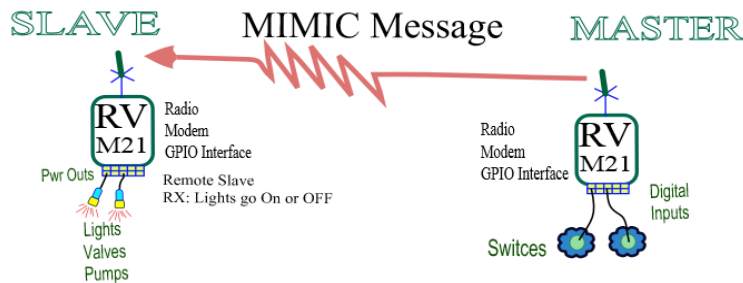 SLAVE
MIMIC Message
MASTER
RV
M21
Radio
Modem
GPIO Interface
Pwr Outs
Remote Slave
RX: Lights go On or OFF
Lights
Valves
Pumps
Radio
Modem
GPIO Interface
RV
M21
Digital
Inputs
Switces